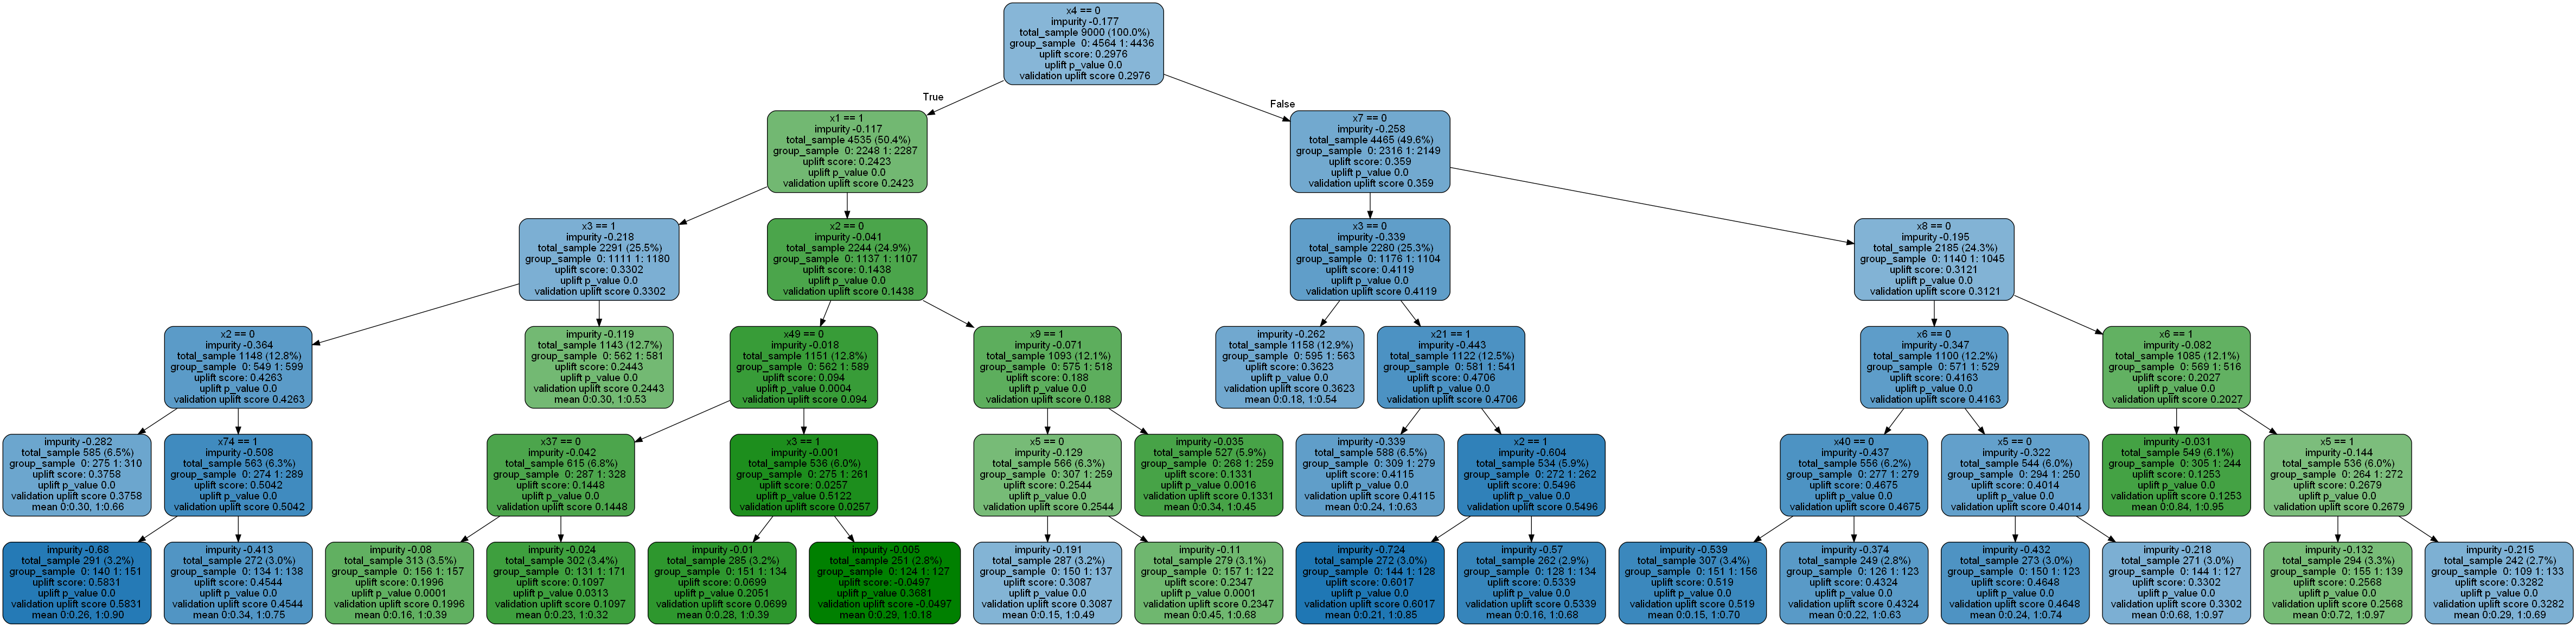 x4 == 0
impurity -0.177
total_sample 9000 (100.0%)
group_sample 0: 4564 1: 4436
uplift score: 0.2976
uplift p_value 0.0
validation uplift score 0.2976
True
False
x1 == 1
impurity -0.117
total_sample 4535 (50.4%)
group_sample 0: 2248 1: 2287
uplift score: 0.2423
uplift p_value 0.0
validation uplift score 0.2423
x7 == 0
impurity -0.258
total_sample 4465 (49.6%)
group_sample 0: 2316 1: 2149
uplift score: 0.359
uplift p_value 0.0
validation uplift score 0.359
x3 == 1
impurity -0.218
total_sample 2291 (25.5%)
group_sample 0: 1111 1: 1180
uplift score: 0.3302
uplift p_value 0.0
validation uplift score 0.3302
x2 == 0
impurity -0.041
total_sample 2244 (24.9%)
group_sample 0: 1137 1: 1107
uplift score: 0.1438
uplift p_value 0.0
validation uplift score 0.1438
x3 == 0
impurity -0.339
total_sample 2280 (25.3%)
group_sample 0: 1176 1: 1104
uplift score: 0.4119
uplift p_value 0.0
validation uplift score 0.4119
x8 == 0
impurity -0.195
total_sample 2185 (24.3%)
group_sample 0: 1140 1: 1045
uplift score: 0.3121
uplift p_value 0.0
validation uplift score 0.3121
x2 == 0
impurity -0.364
total_sample 1148 (12.8%)
group_sample 0: 549 1: 599
uplift score: 0.4263
uplift p_value 0.0
validation uplift score 0.4263
impurity -0.119
total_sample 1143 (12.7%)
group_sample 0: 562 1: 581
uplift score: 0.2443
uplift p_value 0.0
validation uplift score 0.2443
mean 0:0.30, 1:0.53
x49 == 0
impurity -0.018
total_sample 1151 (12.8%)
group_sample 0: 562 1: 589
uplift score: 0.094
uplift p_value 0.0004
validation uplift score 0.094
x9 == 1
impurity -0.071
total_sample 1093 (12.1%)
group_sample 0: 575 1: 518
uplift score: 0.188
uplift p_value 0.0
validation uplift score 0.188
impurity -0.262
total_sample 1158 (12.9%)
group_sample 0: 595 1: 563
uplift score: 0.3623
uplift p_value 0.0
validation uplift score 0.3623
mean 0:0.18, 1:0.54
x21 == 1
impurity -0.443
total_sample 1122 (12.5%)
group_sample 0: 581 1: 541
uplift score: 0.4706
uplift p_value 0.0
validation uplift score 0.4706
x6 == 0
impurity -0.347
total_sample 1100 (12.2%)
group_sample 0: 571 1: 529
uplift score: 0.4163
uplift p_value 0.0
validation uplift score 0.4163
x6 == 1
impurity -0.082
total_sample 1085 (12.1%)
group_sample 0: 569 1: 516
uplift score: 0.2027
uplift p_value 0.0
validation uplift score 0.2027
impurity -0.282
total_sample 585 (6.5%)
group_sample 0: 275 1: 310
uplift score: 0.3758
uplift p_value 0.0
validation uplift score 0.3758
mean 0:0.30, 1:0.66
x74 == 1
impurity -0.508
total_sample 563 (6.3%)
group_sample 0: 274 1: 289
uplift score: 0.5042
uplift p_value 0.0
validation uplift score 0.5042
x37 == 0
impurity -0.042
total_sample 615 (6.8%)
group_sample 0: 287 1: 328
uplift score: 0.1448
uplift p_value 0.0
validation uplift score 0.1448
x3 == 1
impurity -0.001
total_sample 536 (6.0%)
group_sample 0: 275 1: 261
uplift score: 0.0257
uplift p_value 0.5122
validation uplift score 0.0257
x5 == 0
impurity -0.129
total_sample 566 (6.3%)
group_sample 0: 307 1: 259
uplift score: 0.2544
uplift p_value 0.0
validation uplift score 0.2544
impurity -0.035
total_sample 527 (5.9%)
group_sample 0: 268 1: 259
uplift score: 0.1331
uplift p_value 0.0016
validation uplift score 0.1331
mean 0:0.34, 1:0.45
impurity -0.339
total_sample 588 (6.5%)
group_sample 0: 309 1: 279
uplift score: 0.4115
uplift p_value 0.0
validation uplift score 0.4115
mean 0:0.24, 1:0.63
x2 == 1
impurity -0.604
total_sample 534 (5.9%)
group_sample 0: 272 1: 262
uplift score: 0.5496
uplift p_value 0.0
validation uplift score 0.5496
x40 == 0
impurity -0.437
total_sample 556 (6.2%)
group_sample 0: 277 1: 279
uplift score: 0.4675
uplift p_value 0.0
validation uplift score 0.4675
x5 == 0
impurity -0.322
total_sample 544 (6.0%)
group_sample 0: 294 1: 250
uplift score: 0.4014
uplift p_value 0.0
validation uplift score 0.4014
impurity -0.031
total_sample 549 (6.1%)
group_sample 0: 305 1: 244
uplift score: 0.1253
uplift p_value 0.0
validation uplift score 0.1253
mean 0:0.84, 1:0.95
x5 == 1
impurity -0.144
total_sample 536 (6.0%)
group_sample 0: 264 1: 272
uplift score: 0.2679
uplift p_value 0.0
validation uplift score 0.2679
impurity -0.68
total_sample 291 (3.2%)
group_sample 0: 140 1: 151
uplift score: 0.5831
uplift p_value 0.0
validation uplift score 0.5831
mean 0:0.26, 1:0.90
impurity -0.413
total_sample 272 (3.0%)
group_sample 0: 134 1: 138
uplift score: 0.4544
uplift p_value 0.0
validation uplift score 0.4544
mean 0:0.34, 1:0.75
impurity -0.08
total_sample 313 (3.5%)
group_sample 0: 156 1: 157
uplift score: 0.1996
uplift p_value 0.0001
validation uplift score 0.1996
mean 0:0.16, 1:0.39
impurity -0.024
total_sample 302 (3.4%)
group_sample 0: 131 1: 171
uplift score: 0.1097
uplift p_value 0.0313
validation uplift score 0.1097
mean 0:0.23, 1:0.32
impurity -0.01
total_sample 285 (3.2%)
group_sample 0: 151 1: 134
uplift score: 0.0699
uplift p_value 0.2051
validation uplift score 0.0699
mean 0:0.28, 1:0.39
impurity -0.005
total_sample 251 (2.8%)
group_sample 0: 124 1: 127
uplift score: -0.0497
uplift p_value 0.3681
validation uplift score -0.0497
mean 0:0.29, 1:0.18
impurity -0.191
total_sample 287 (3.2%)
group_sample 0: 150 1: 137
uplift score: 0.3087
uplift p_value 0.0
validation uplift score 0.3087
mean 0:0.15, 1:0.49
impurity -0.11
total_sample 279 (3.1%)
group_sample 0: 157 1: 122
uplift score: 0.2347
uplift p_value 0.0001
validation uplift score 0.2347
mean 0:0.45, 1:0.68
impurity -0.724
total_sample 272 (3.0%)
group_sample 0: 144 1: 128
uplift score: 0.6017
uplift p_value 0.0
validation uplift score 0.6017
mean 0:0.21, 1:0.85
impurity -0.57
total_sample 262 (2.9%)
group_sample 0: 128 1: 134
uplift score: 0.5339
uplift p_value 0.0
validation uplift score 0.5339
mean 0:0.16, 1:0.68
impurity -0.539
total_sample 307 (3.4%)
group_sample 0: 151 1: 156
uplift score: 0.519
uplift p_value 0.0
validation uplift score 0.519
mean 0:0.15, 1:0.70
impurity -0.374
total_sample 249 (2.8%)
group_sample 0: 126 1: 123
uplift score: 0.4324
uplift p_value 0.0
validation uplift score 0.4324
mean 0:0.22, 1:0.63
impurity -0.432
total_sample 273 (3.0%)
group_sample 0: 150 1: 123
uplift score: 0.4648
uplift p_value 0.0
validation uplift score 0.4648
mean 0:0.24, 1:0.74
impurity -0.218
total_sample 271 (3.0%)
group_sample 0: 144 1: 127
uplift score: 0.3302
uplift p_value 0.0
validation uplift score 0.3302
mean 0:0.68, 1:0.97
impurity -0.132
total_sample 294 (3.3%)
group_sample 0: 155 1: 139
uplift score: 0.2568
uplift p_value 0.0
validation uplift score 0.2568
mean 0:0.72, 1:0.97
impurity -0.215
total_sample 242 (2.7%)
group_sample 0: 109 1: 133
uplift score: 0.3282
uplift p_value 0.0
validation uplift score 0.3282
mean 0:0.29, 1:0.69